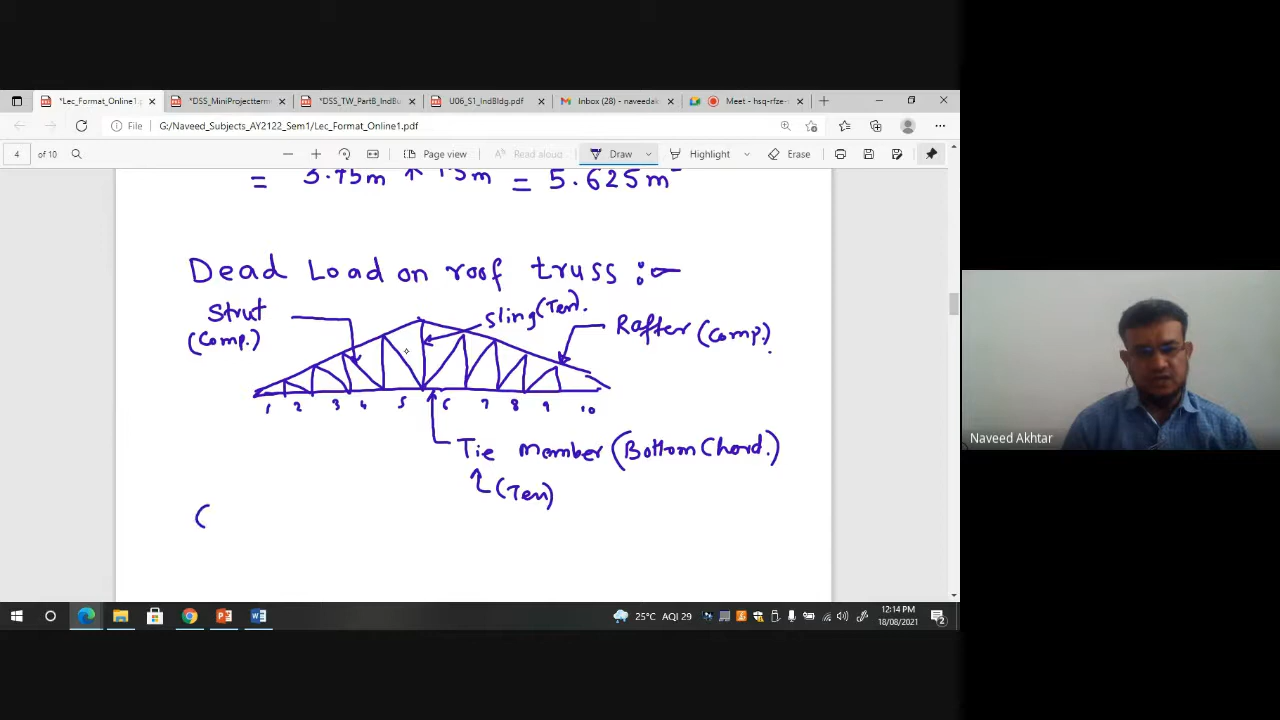 *Lec_Format_Online1.p
*DSS_MiniProjectterm
*DSS_TW_PartB_IndBu
U06_S1_IndBldg.pdf
Inbox (28) - naveedak
Meet - hsq-rfze-
File
G:/Naveed_Subjects_AY2122_Sem1/Lec_Format_Online1.pdf
4 of 10
Page view
Read aloud
Draw
Highlight
Erase
= 3.75m × 1.5m = 5.625m²
Dead Load on roof truss :-
Strut
(Comp.)
Sling (Ten).
Rafter (Comp.)
1 2 3 4 5 6 7 8 9 10
Tie member (Bottom Chord.)
(Ten)
(
Naveed Akhtar
25°C AQI 29
12:14 PM
18/08/2021
2